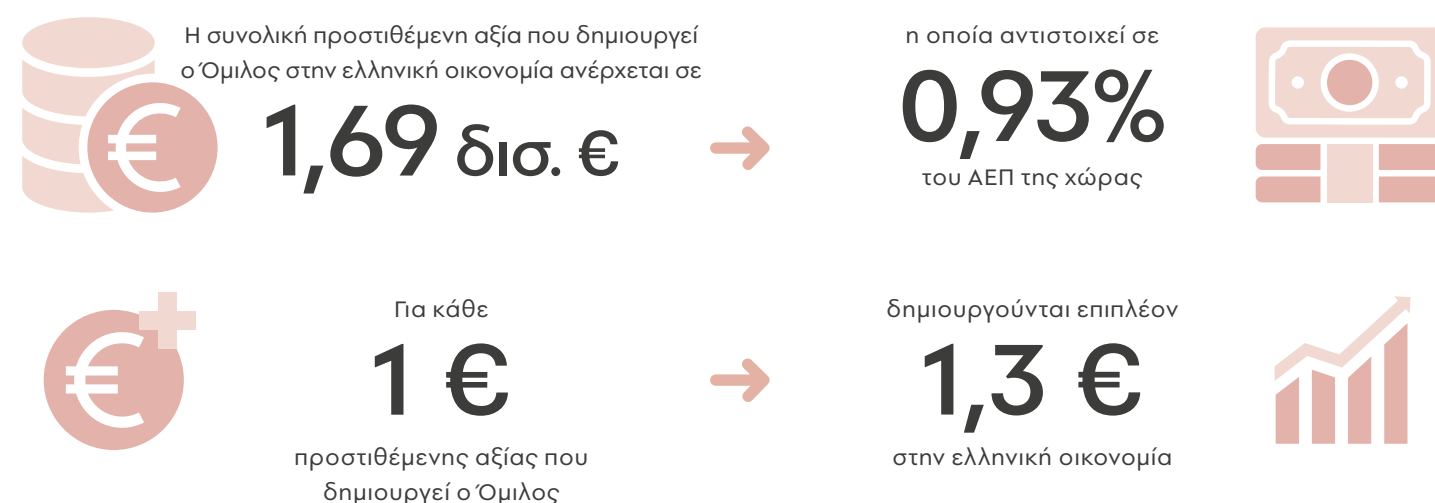 Η συνολική προστιθέμενη αξία που δημιουργεί
ο Όμιλος στην ελληνική οικονομία ανέρχεται σε
1,69 δισ. €
η οποία αντιστοιχεί σε
0,93%
του ΑΕΠ της χώρας
€
Για κάθε
1 €
προστιθέμενης αξίας που
δημιουργεί ο Όμιλος
δημιουργούνται επιπλέον
1,3 €
στην ελληνική οικονομία
€